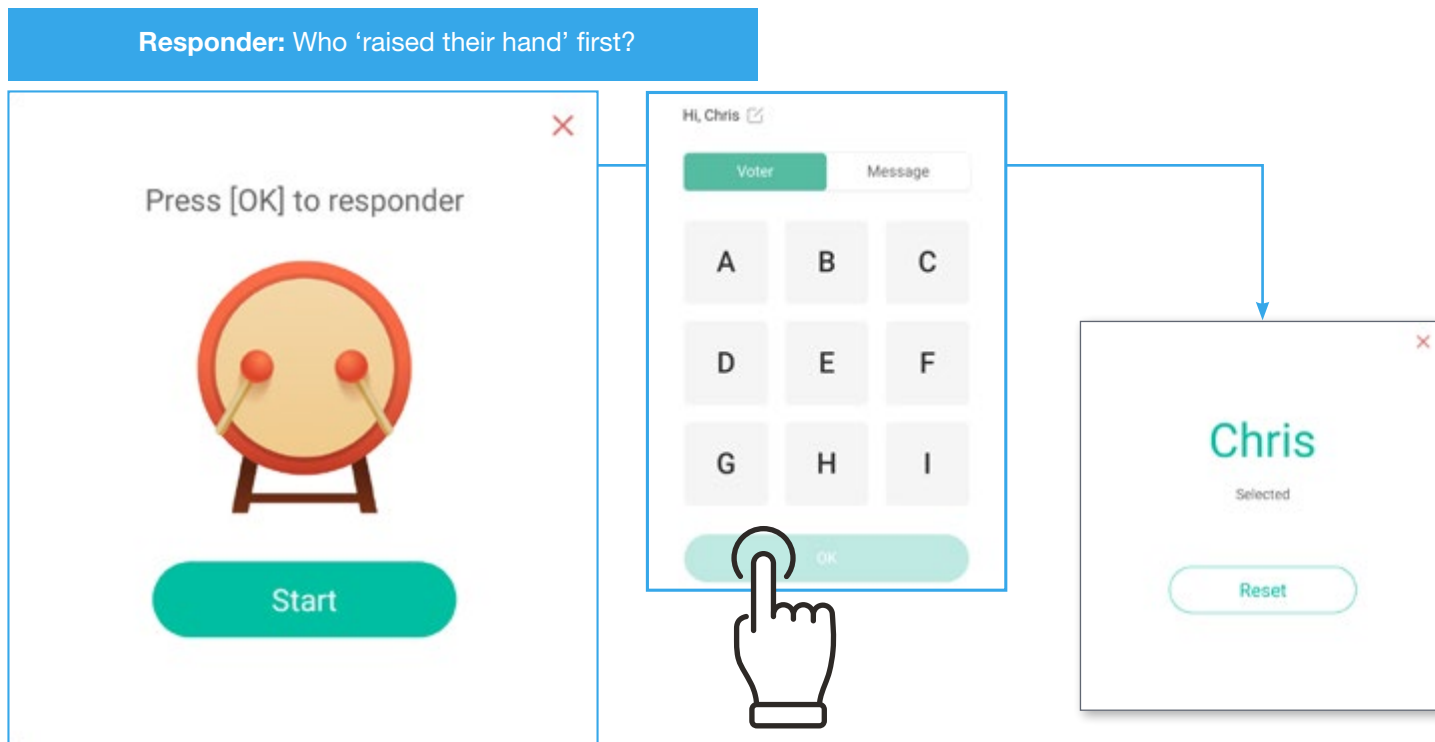 Responder: Who ‘raised their hand’ first?
Press [OK] to responder
Start
Hi, Chris
Voter Message
A B C
D E F
G H I
OK
Chris
Selected
Reset